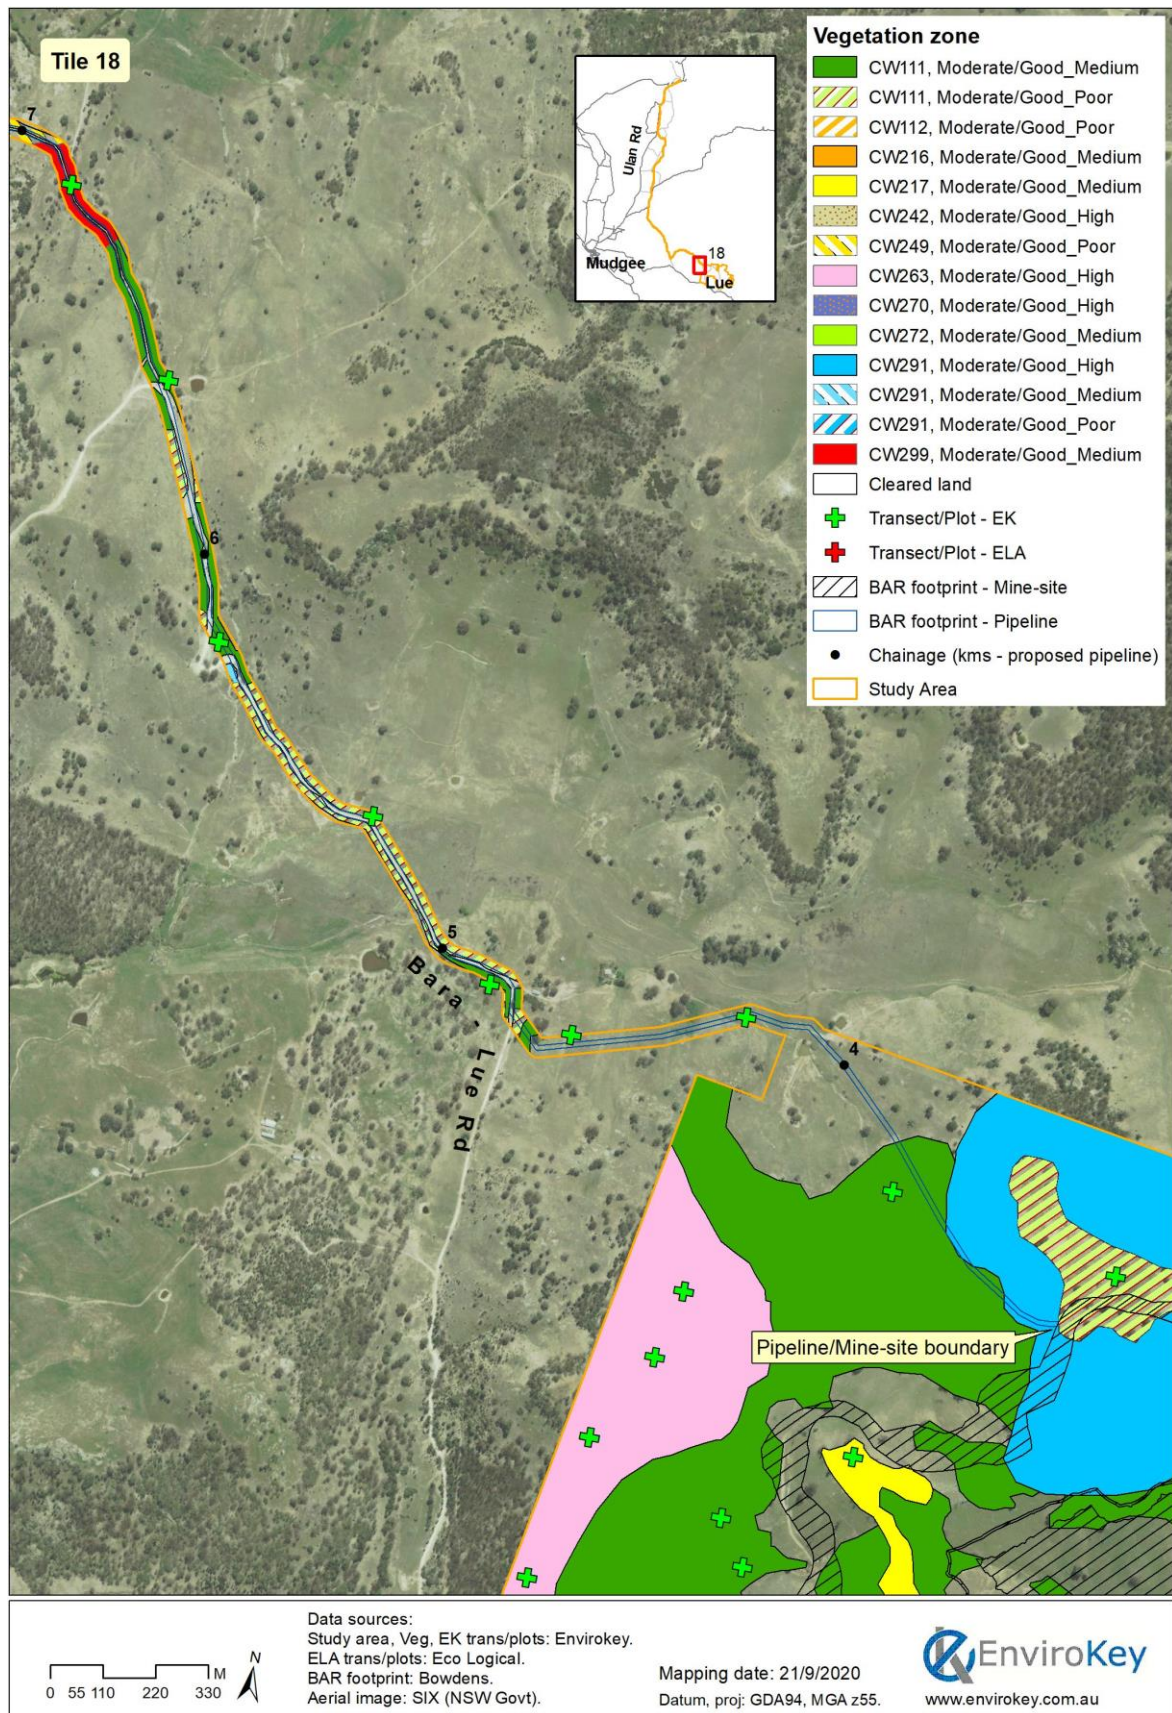 Tile 18
Vegetation zone
CW111, Moderate/Good_Medium
CW111, Moderate/Good_Poor
CW112, Moderate/Good_Poor
CW216, Moderate/Good_Medium
CW217, Moderate/Good_Medium
CW242, Moderate/Good_High
CW249, Moderate/Good_Poor
CW263, Moderate/Good_High
CW270, Moderate/Good_High
CW272, Moderate/Good_Medium
CW291, Moderate/Good_High
CW291, Moderate/Good_Medium
CW291, Moderate/Good_Poor
CW299, Moderate/Good_Medium
Cleared land
Transect/Plot - EK
Transect/Plot - ELA
BAR footprint - Mine-site
BAR footprint - Pipeline
Chainage (kms - proposed pipeline)
Study Area
Ulan Rd
Mudgee
18
Lue
7
6
5
4
Bara - Lue Rd
Pipeline/Mine-site boundary
M
0 55 110 220 330
N
Data sources:
Study area, Veg, EK trans/plots: Envirokey.
ELA trans/plots: Eco Logical.
BAR footprint: Bowdens.
Aerial image: SIX (NSW Govt).
Mapping date: 21/9/2020
Datum, proj: GDA94, MGA z55.
EnviroKey
www.envirokey.com.au